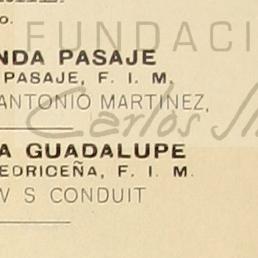 o.
FUNDACI
NDA PASAJE
PASAJE, F. I. M.
ANTONIO MARTINEZ,
Carlos
A GUADALUPE
EDRICEÑA, F. I. M.
W S CONDUIT